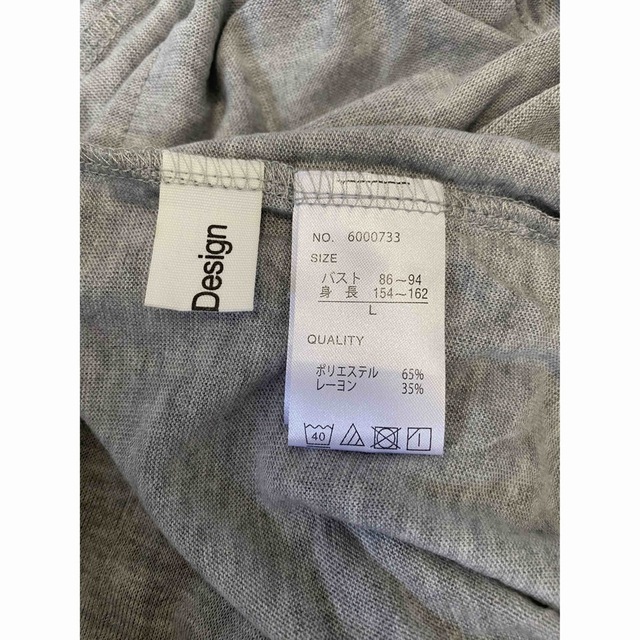 Design
NO. 6000733
SIZE
バスト 86～94
身長 154～162
L
QUALITY
ポリエステル 65%
レーヨン 35%
40